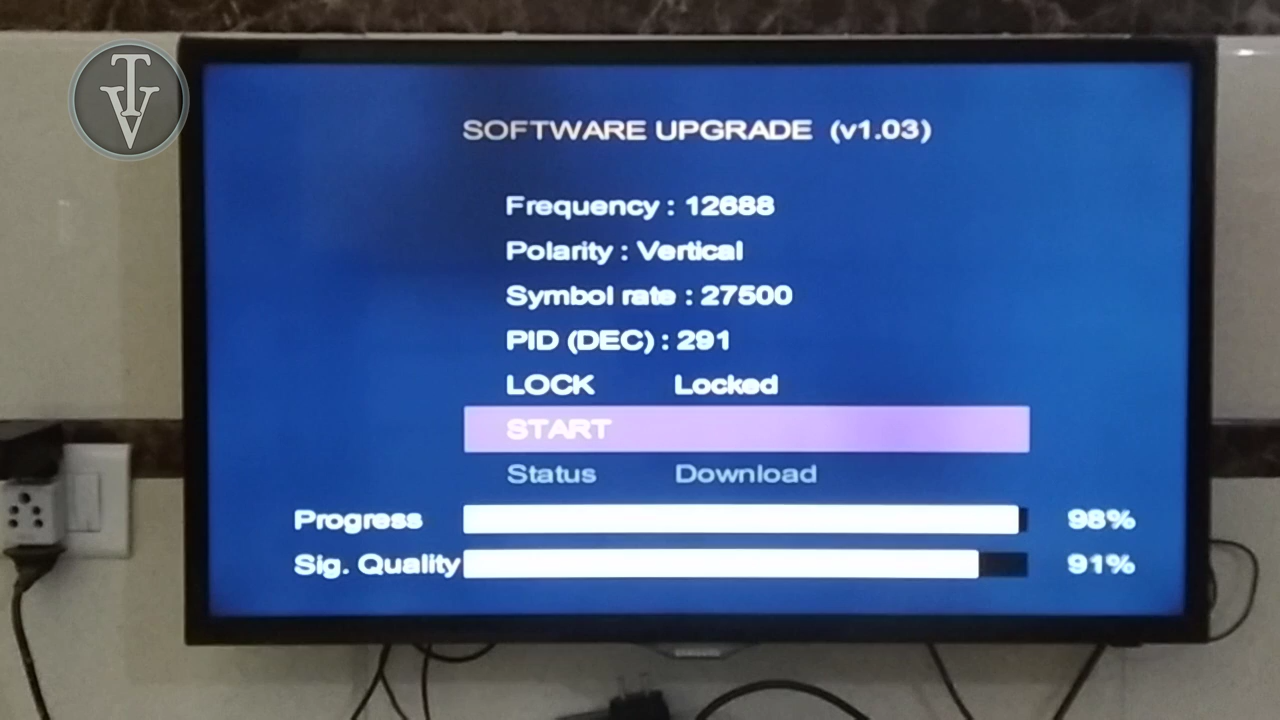 TV
SOFTWARE UPGRADE (v1.03)
Frequency : 12688
Polarity : Vertical
Symbol rate : 27500
PID (DEC) : 291
LOCK Locked
START
Status Download
Progress 98%
Sig. Quality 91%